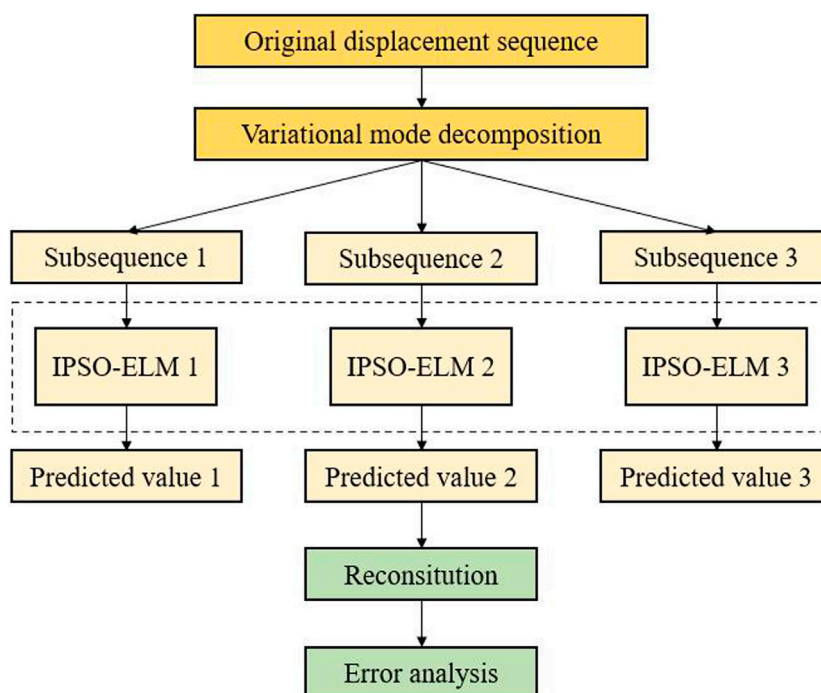 Original displacement sequence
Variational mode decomposition
Subsequence 1
Subsequence 2
Subsequence 3
IPSO-ELM 1
IPSO-ELM 2
IPSO-ELM 3
Predicted value 1
Predicted value 2
Predicted value 3
Reconsitution
Error analysis